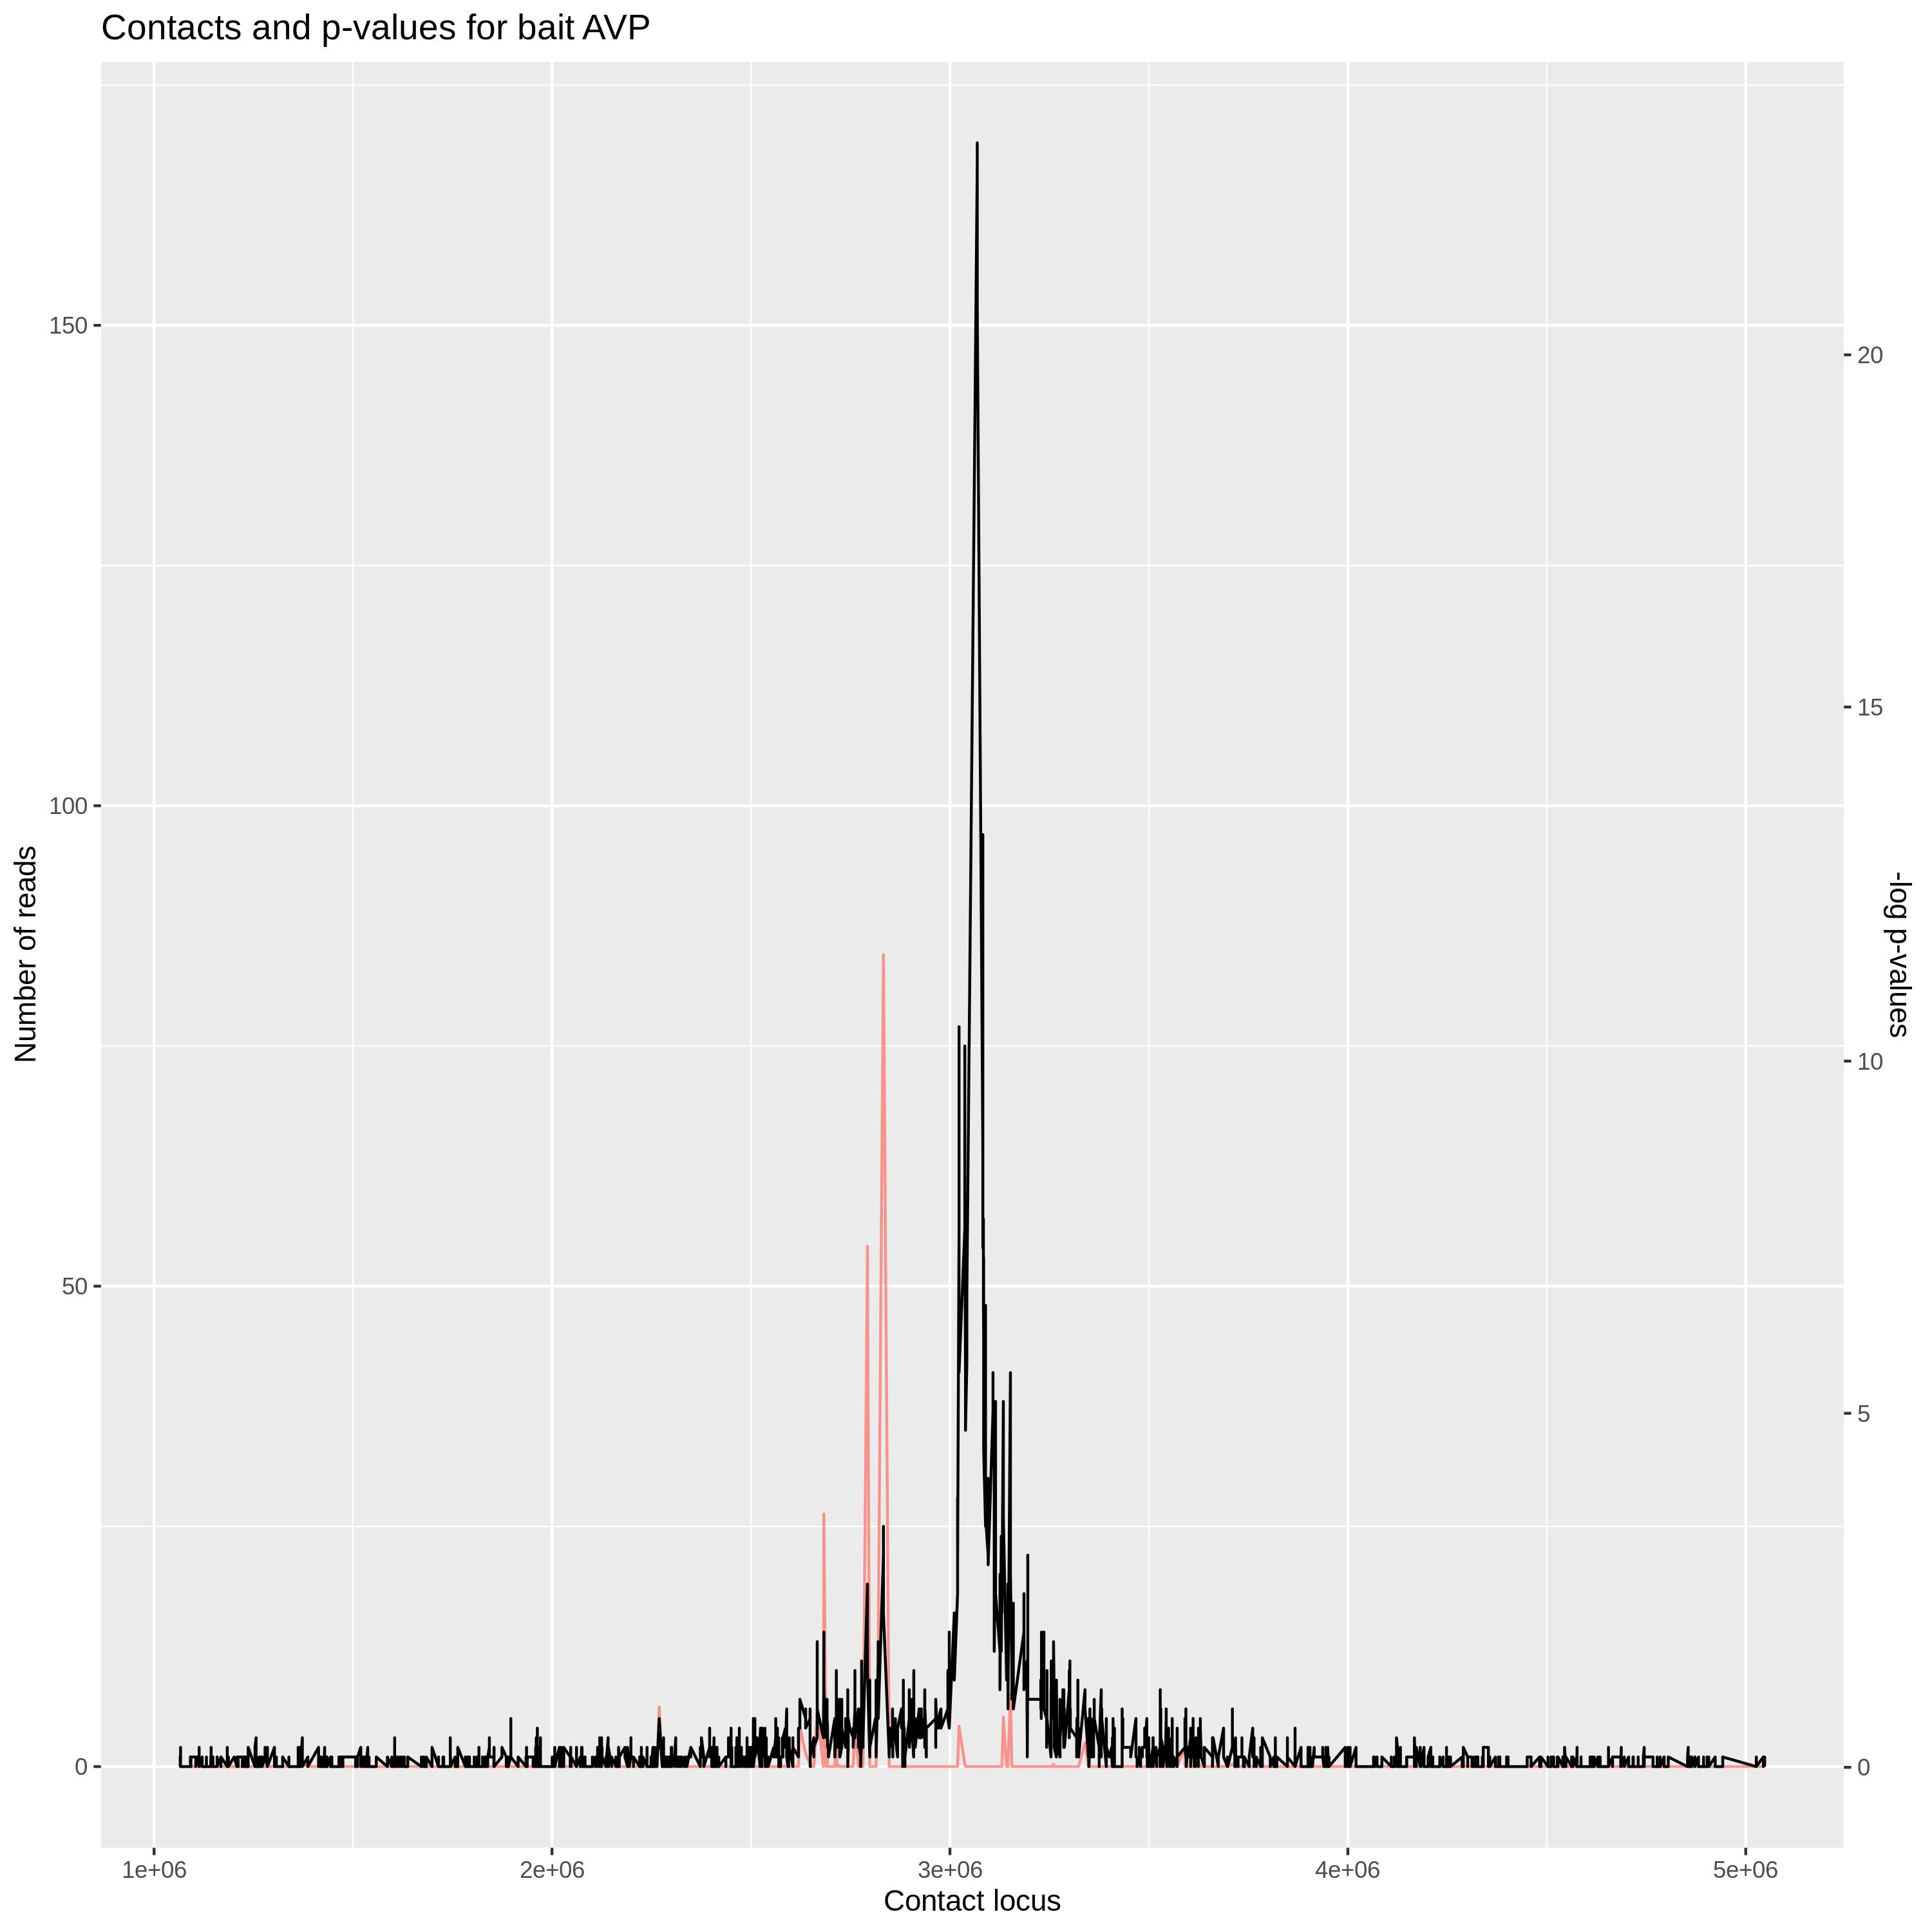 Contacts and p-values for bait AVP
150
100
50
0
Number of reads
20
15
10
5
0
-log p-values
1e+06
2e+06
3e+06
4e+06
5e+06
Contact locus